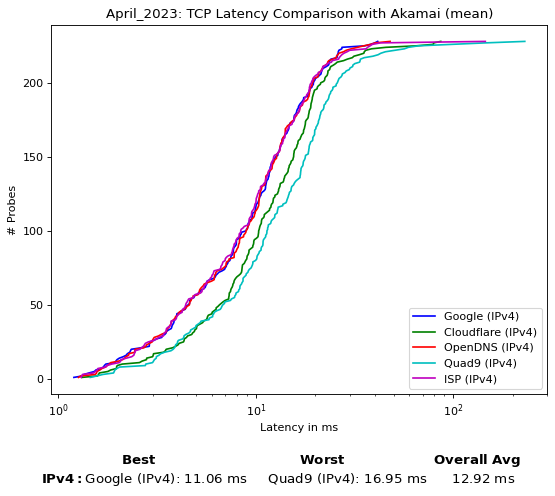 April_2023: TCP Latency Comparison with Akamai (mean)
# Probes
200
150
100
50
0
10⁰
10¹
10²
Latency in ms
Google (IPv4)
Cloudflare (IPv4)
OpenDNS (IPv4)
Quad9 (IPv4)
ISP (IPv4)
Best Worst Overall Avg
IPv4: Google (IPv4): 11.06 ms Quad9 (IPv4): 16.95 ms 12.92 ms